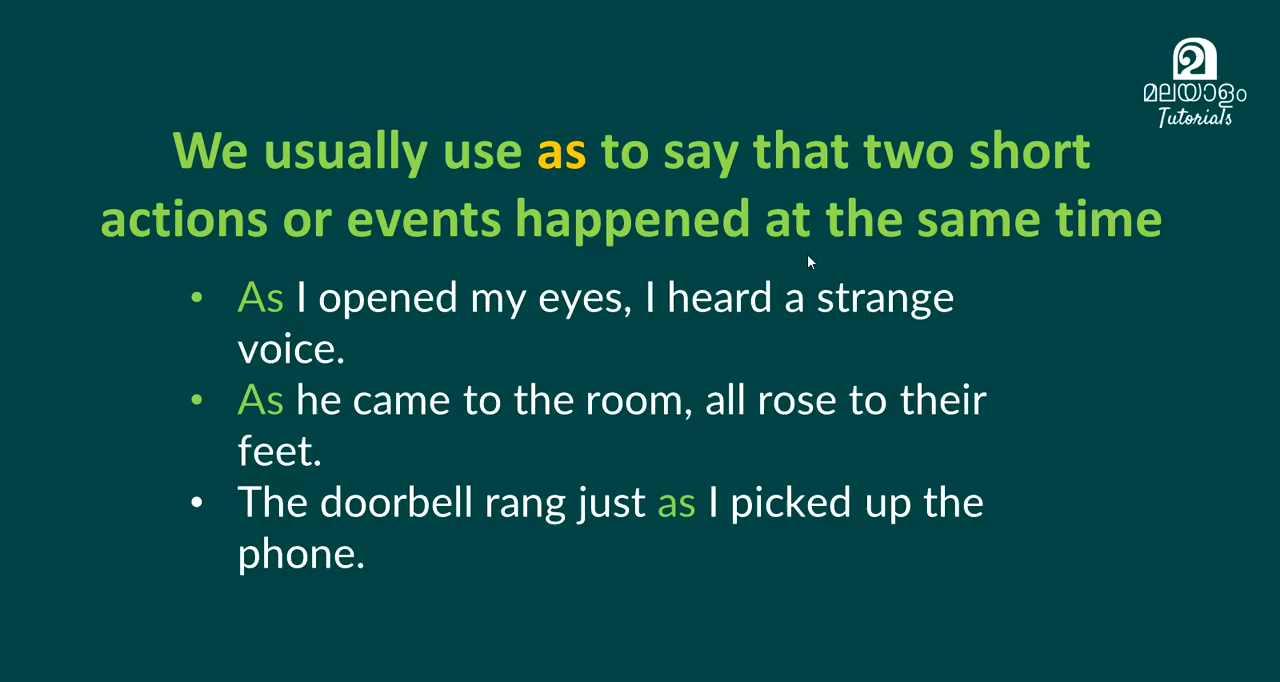 മലയാളം
Tutorials
We usually use as to say that two short
actions or events happened at the same time
• As I opened my eyes, I heard a strange
voice.
• As he came to the room, all rose to their
feet.
• The doorbell rang just as I picked up the
phone.